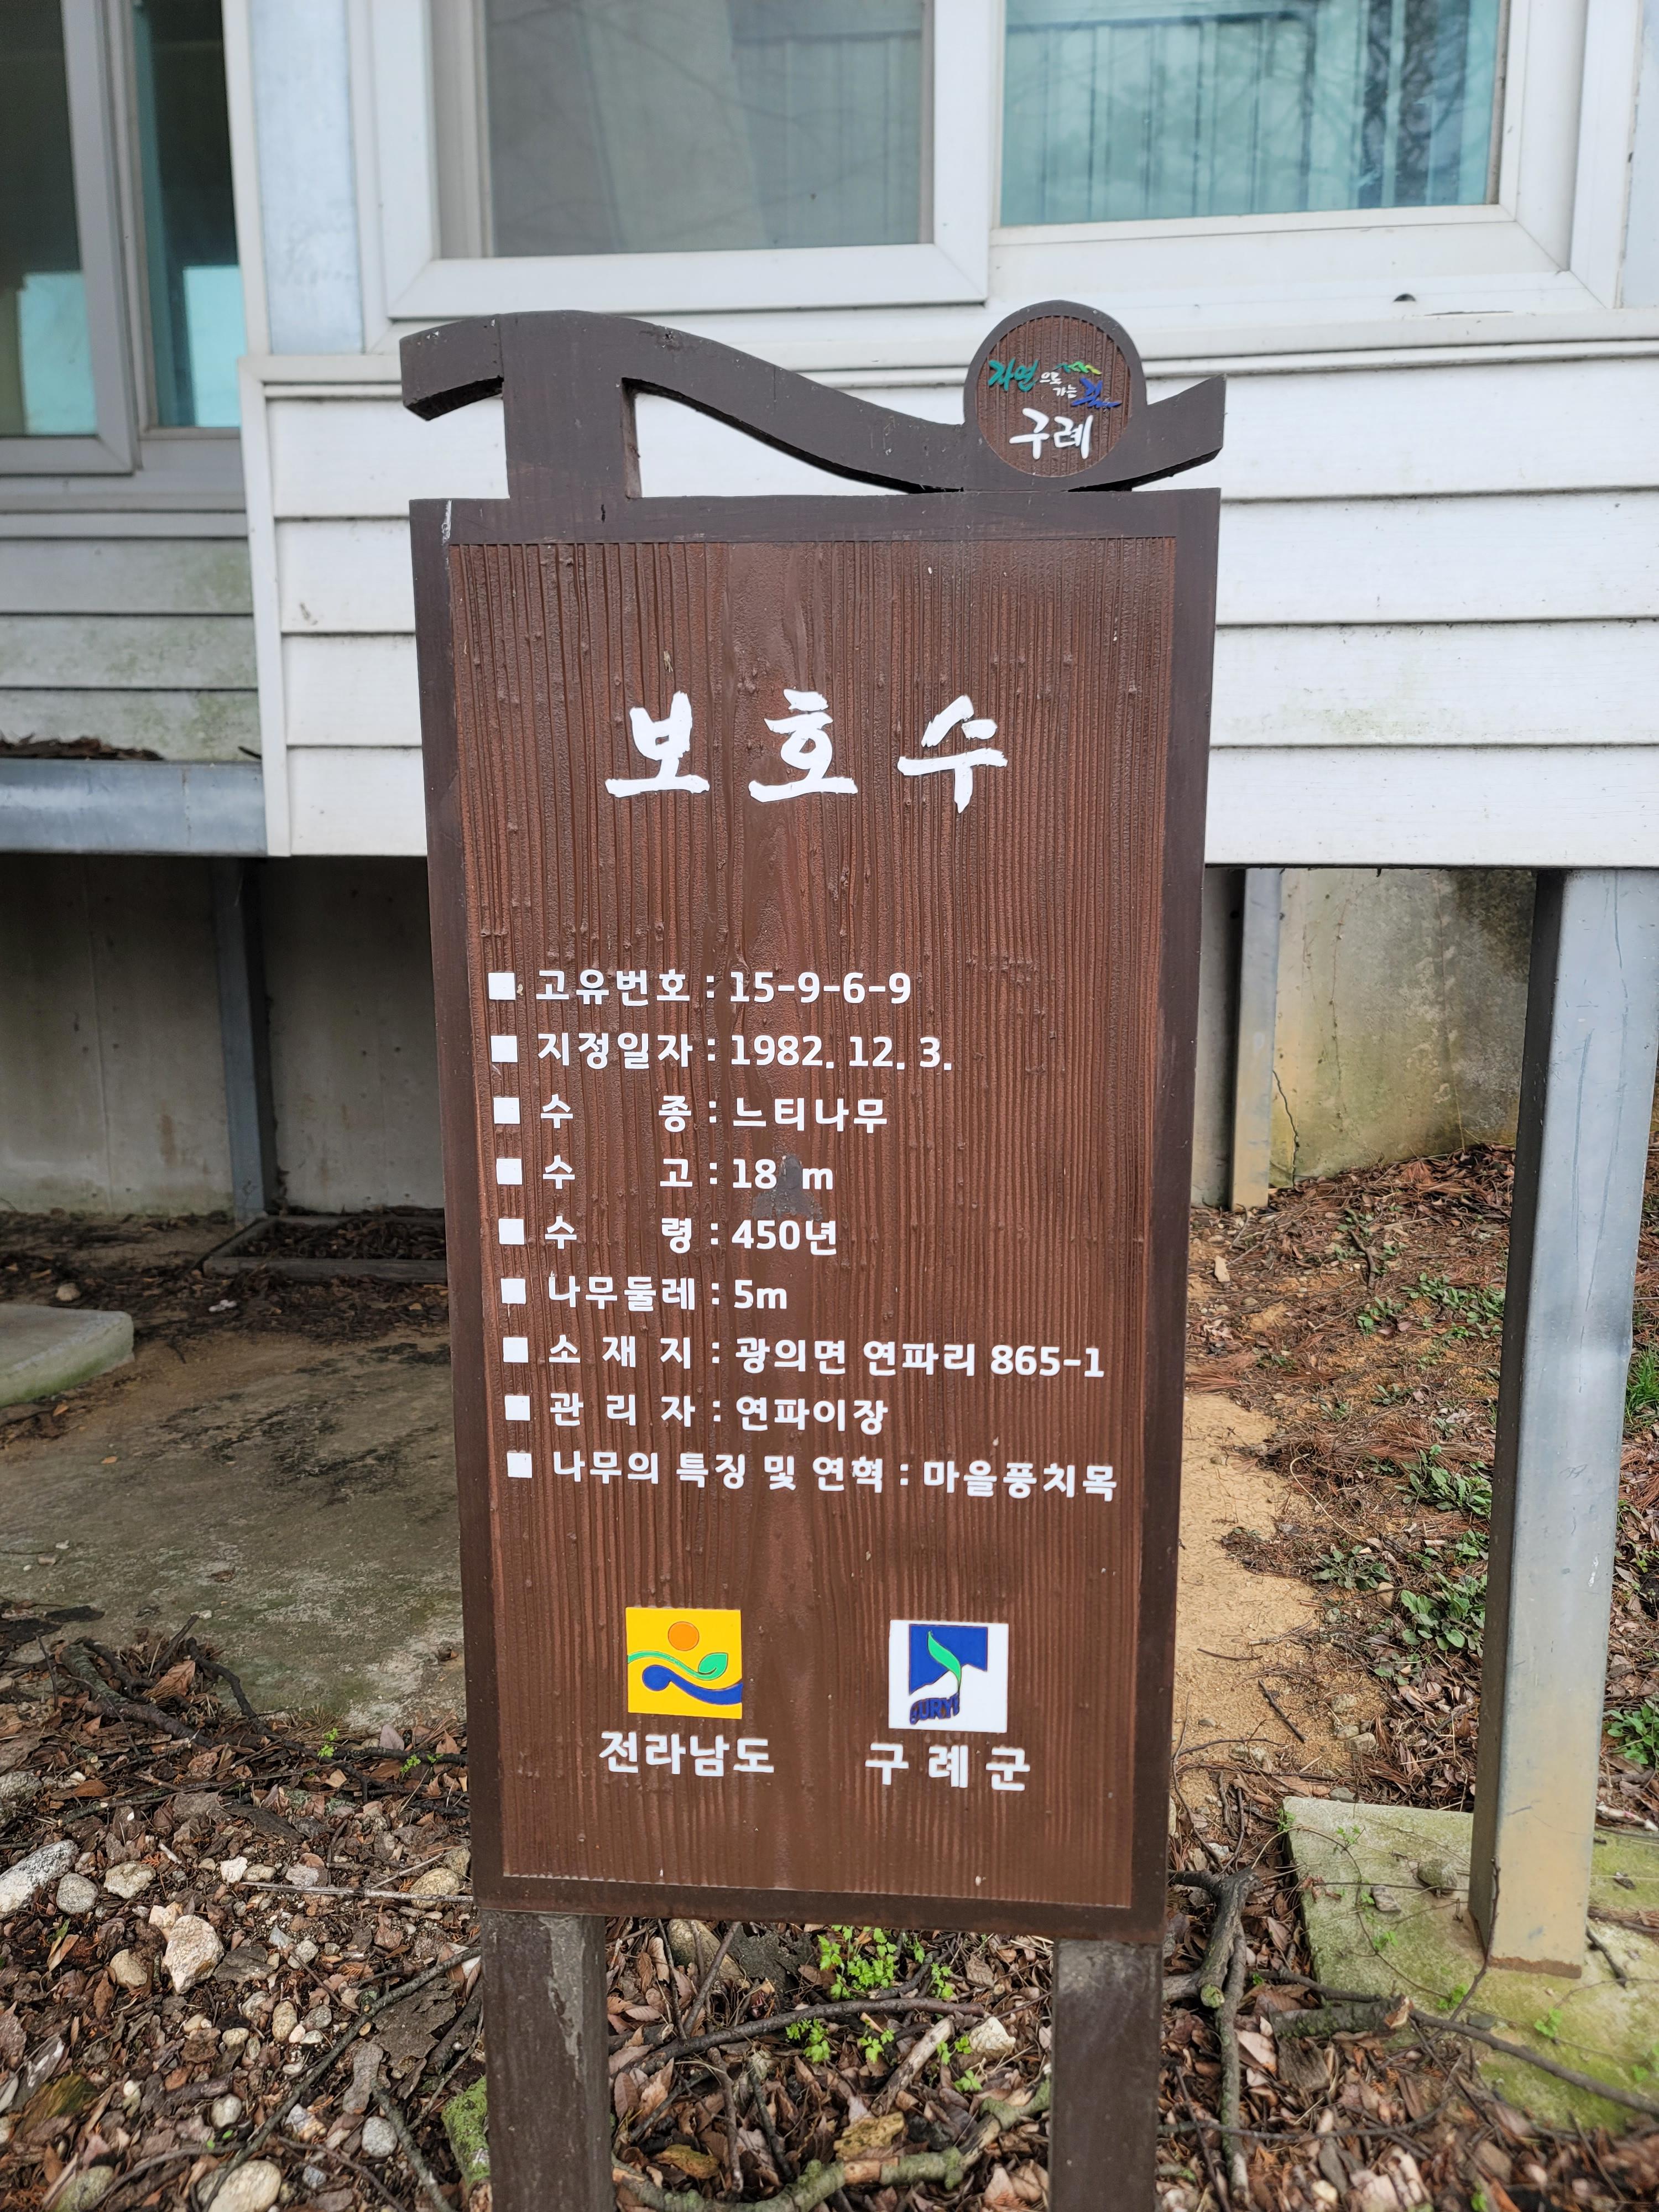 자연으로 가는 길
구례
보호수
■ 고유번호 : 15-9-6-9
■ 지정일자 : 1982. 12. 3.
■ 수 종 : 느티나무
■ 수 고 : 18 m
■ 수 령 : 450년
■ 나무둘레 : 5m
■ 소 재 지 : 광의면 연파리 865-1
■ 관 리 자 : 연파이장
■ 나무의 특징 및 연혁 : 마을풍치목
전라남도
구례군